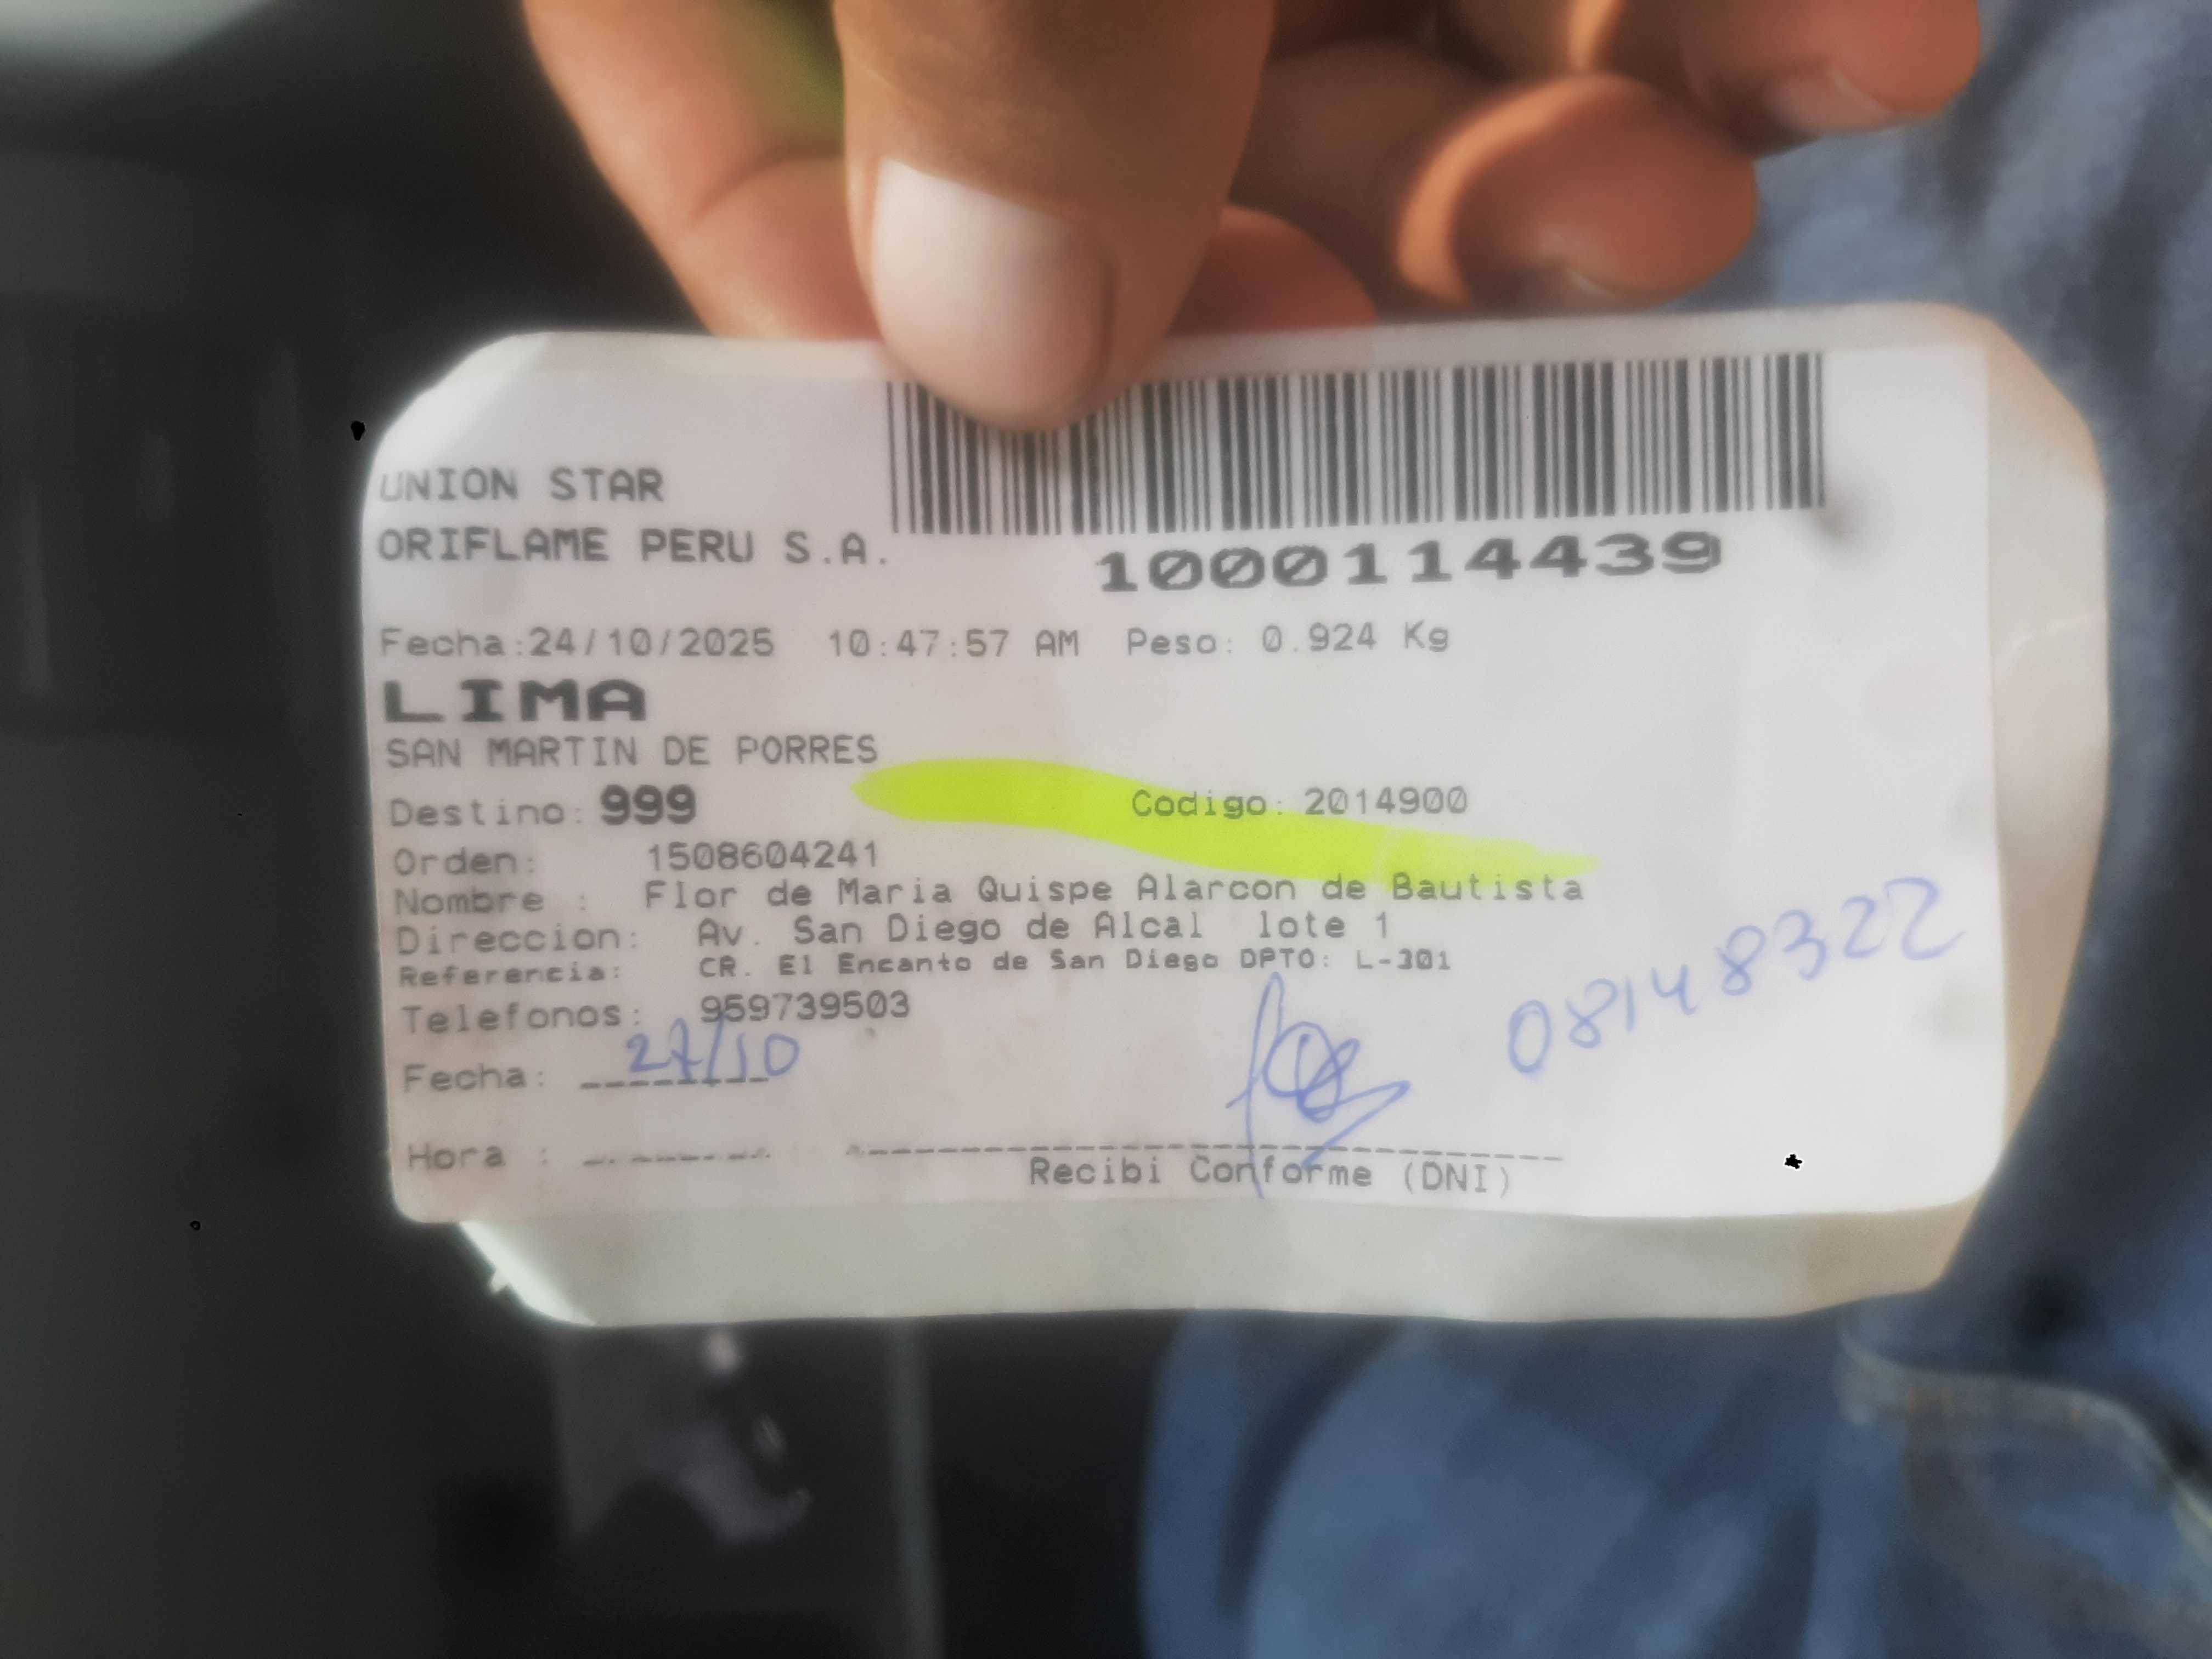 UNION STAR
ORIFLAME PERU S.A.
1000114439
Fecha:24/10/2025 10:47:57 AM Peso: 0.924 Kg
LIMA
SAN MARTIN DE PORRES
Destino: 999 Codigo: 2014900
Orden: 1508604241
Nombre : Flor de Maria Quispe Alarcon de Bautista
Direccion: Av. San Diego de Alcal lote 1
Referencia: CR. El Encanto de San Diego DPTO: L-301
Telefonos: 959739503
08148322
Fecha: 27/10
Hora :
Recibi Conforme (DNI)